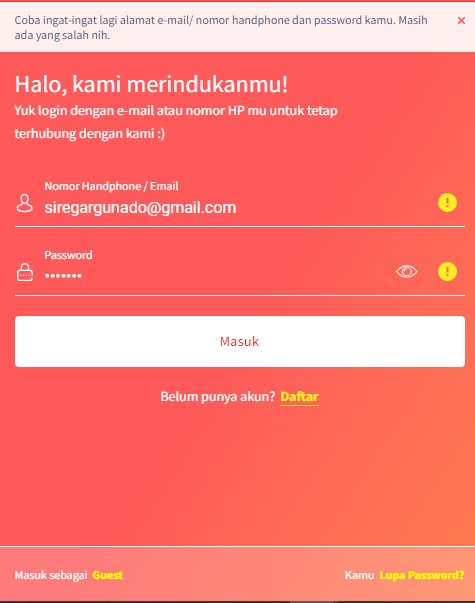 Coba ingat-ingat lagi alamat e-mail/ nomor handphone dan password kamu. Masih
ada yang salah nih.
Halo, kami merindukanmu!
Yuk login dengan e-mail atau nomor HP mu untuk tetap
terhubung dengan kami :)
Nomor Handphone / Email
siregargunado@gmail.com
Password
•••••••
Masuk
Belum punya akun? Daftar
Masuk sebagai Guest
Kamu Lupa Password?